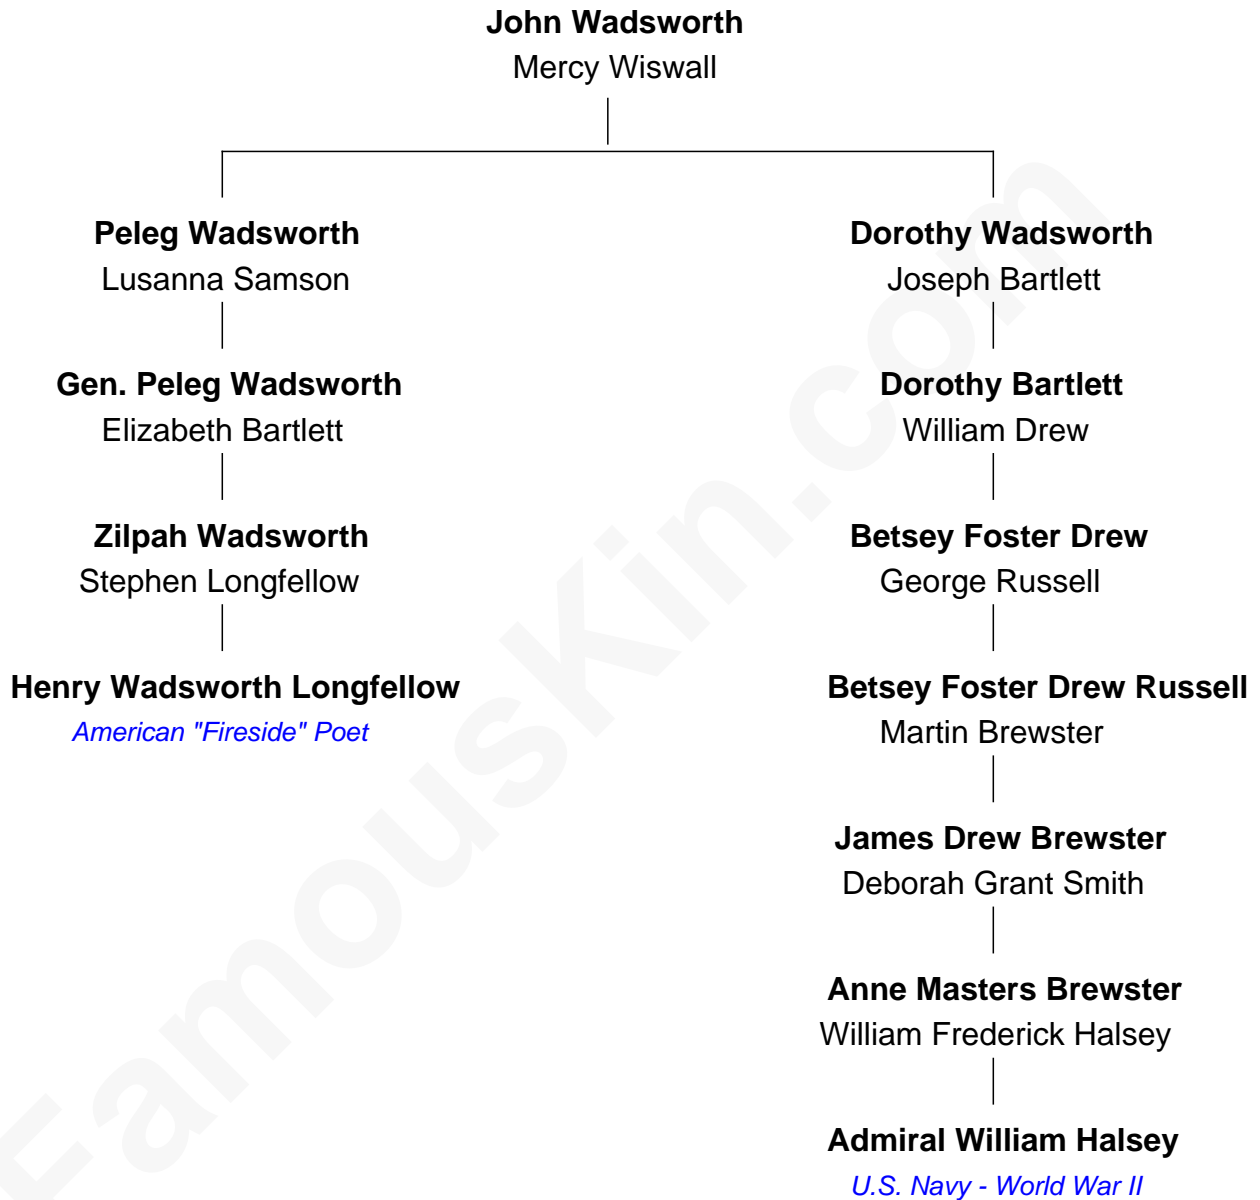 John Wadsworth
Mercy Wiswall
Peleg Wadsworth
Lusanna Samson
Dorothy Wadsworth
Joseph Bartlett
Gen. Peleg Wadsworth
Elizabeth Bartlett
Dorothy Bartlett
William Drew
Zilpah Wadsworth
Stephen Longfellow
Betsey Foster Drew
George Russell
Henry Wadsworth Longfellow
American "Fireside" Poet
Betsey Foster Drew Russell
Martin Brewster
James Drew Brewster
Deborah Grant Smith
Anne Masters Brewster
William Frederick Halsey
Admiral William Halsey
U.S. Navy - World War II
FamousKin.com